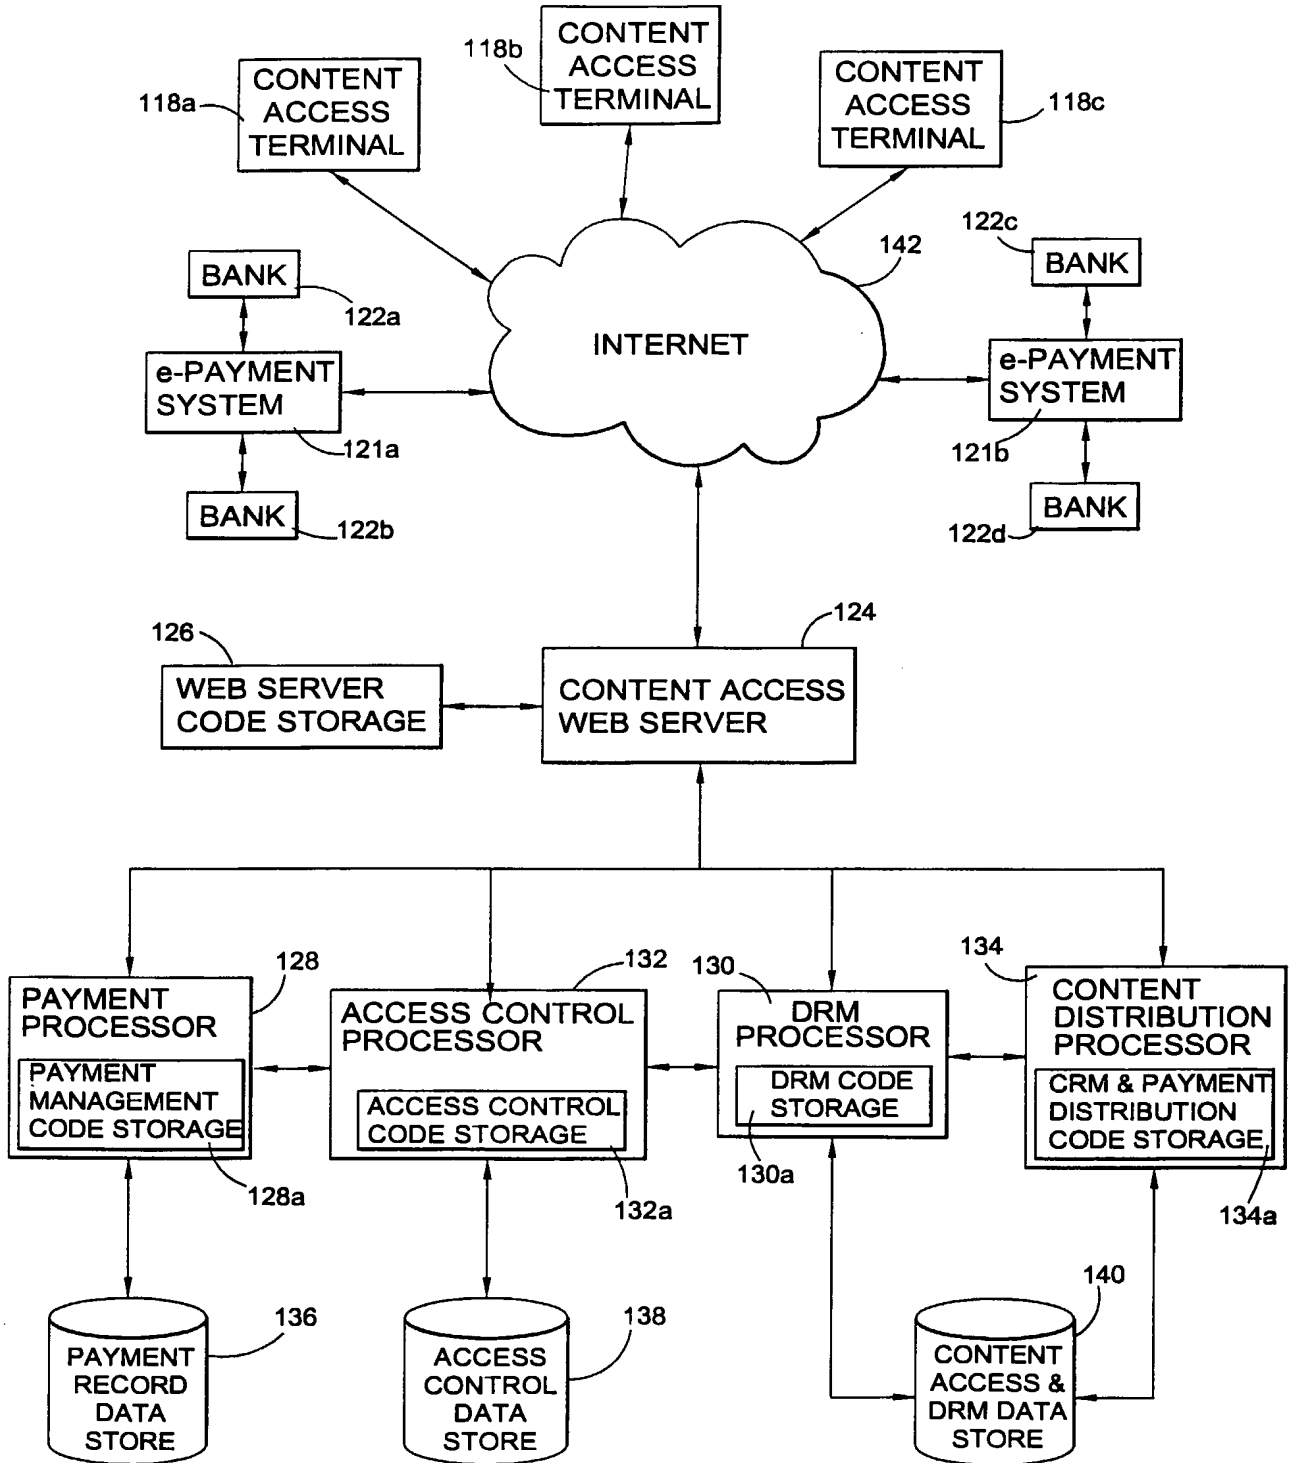 CONTENT
ACCESS
TERMINAL
118b
CONTENT
ACCESS
TERMINAL
118a
CONTENT
ACCESS
TERMINAL
118c
142
122c
BANK
BANK
122a
INTERNET
e-PAYMENT
SYSTEM
121a
e-PAYMENT
SYSTEM
121b
BANK
122b
BANK
122d
124
126
WEB SERVER
CODE STORAGE
CONTENT ACCESS
WEB SERVER
128
PAYMENT
PROCESSOR
PAYMENT
MANAGEMENT
CODE STORAGE
128a
132
ACCESS CONTROL
PROCESSOR
ACCESS CONTROL
CODE STORAGE
132a
130
DRM
PROCESSOR
DRM CODE
STORAGE
130a
134
CONTENT
DISTRIBUTION
PROCESSOR
CRM & PAYMENT
DISTRIBUTION
CODE STORAGE
134a
136
PAYMENT
RECORD
DATA
STORE
138
ACCESS
CONTROL
DATA
STORE
140
CONTENT
ACCESS &
DRM DATA
STORE